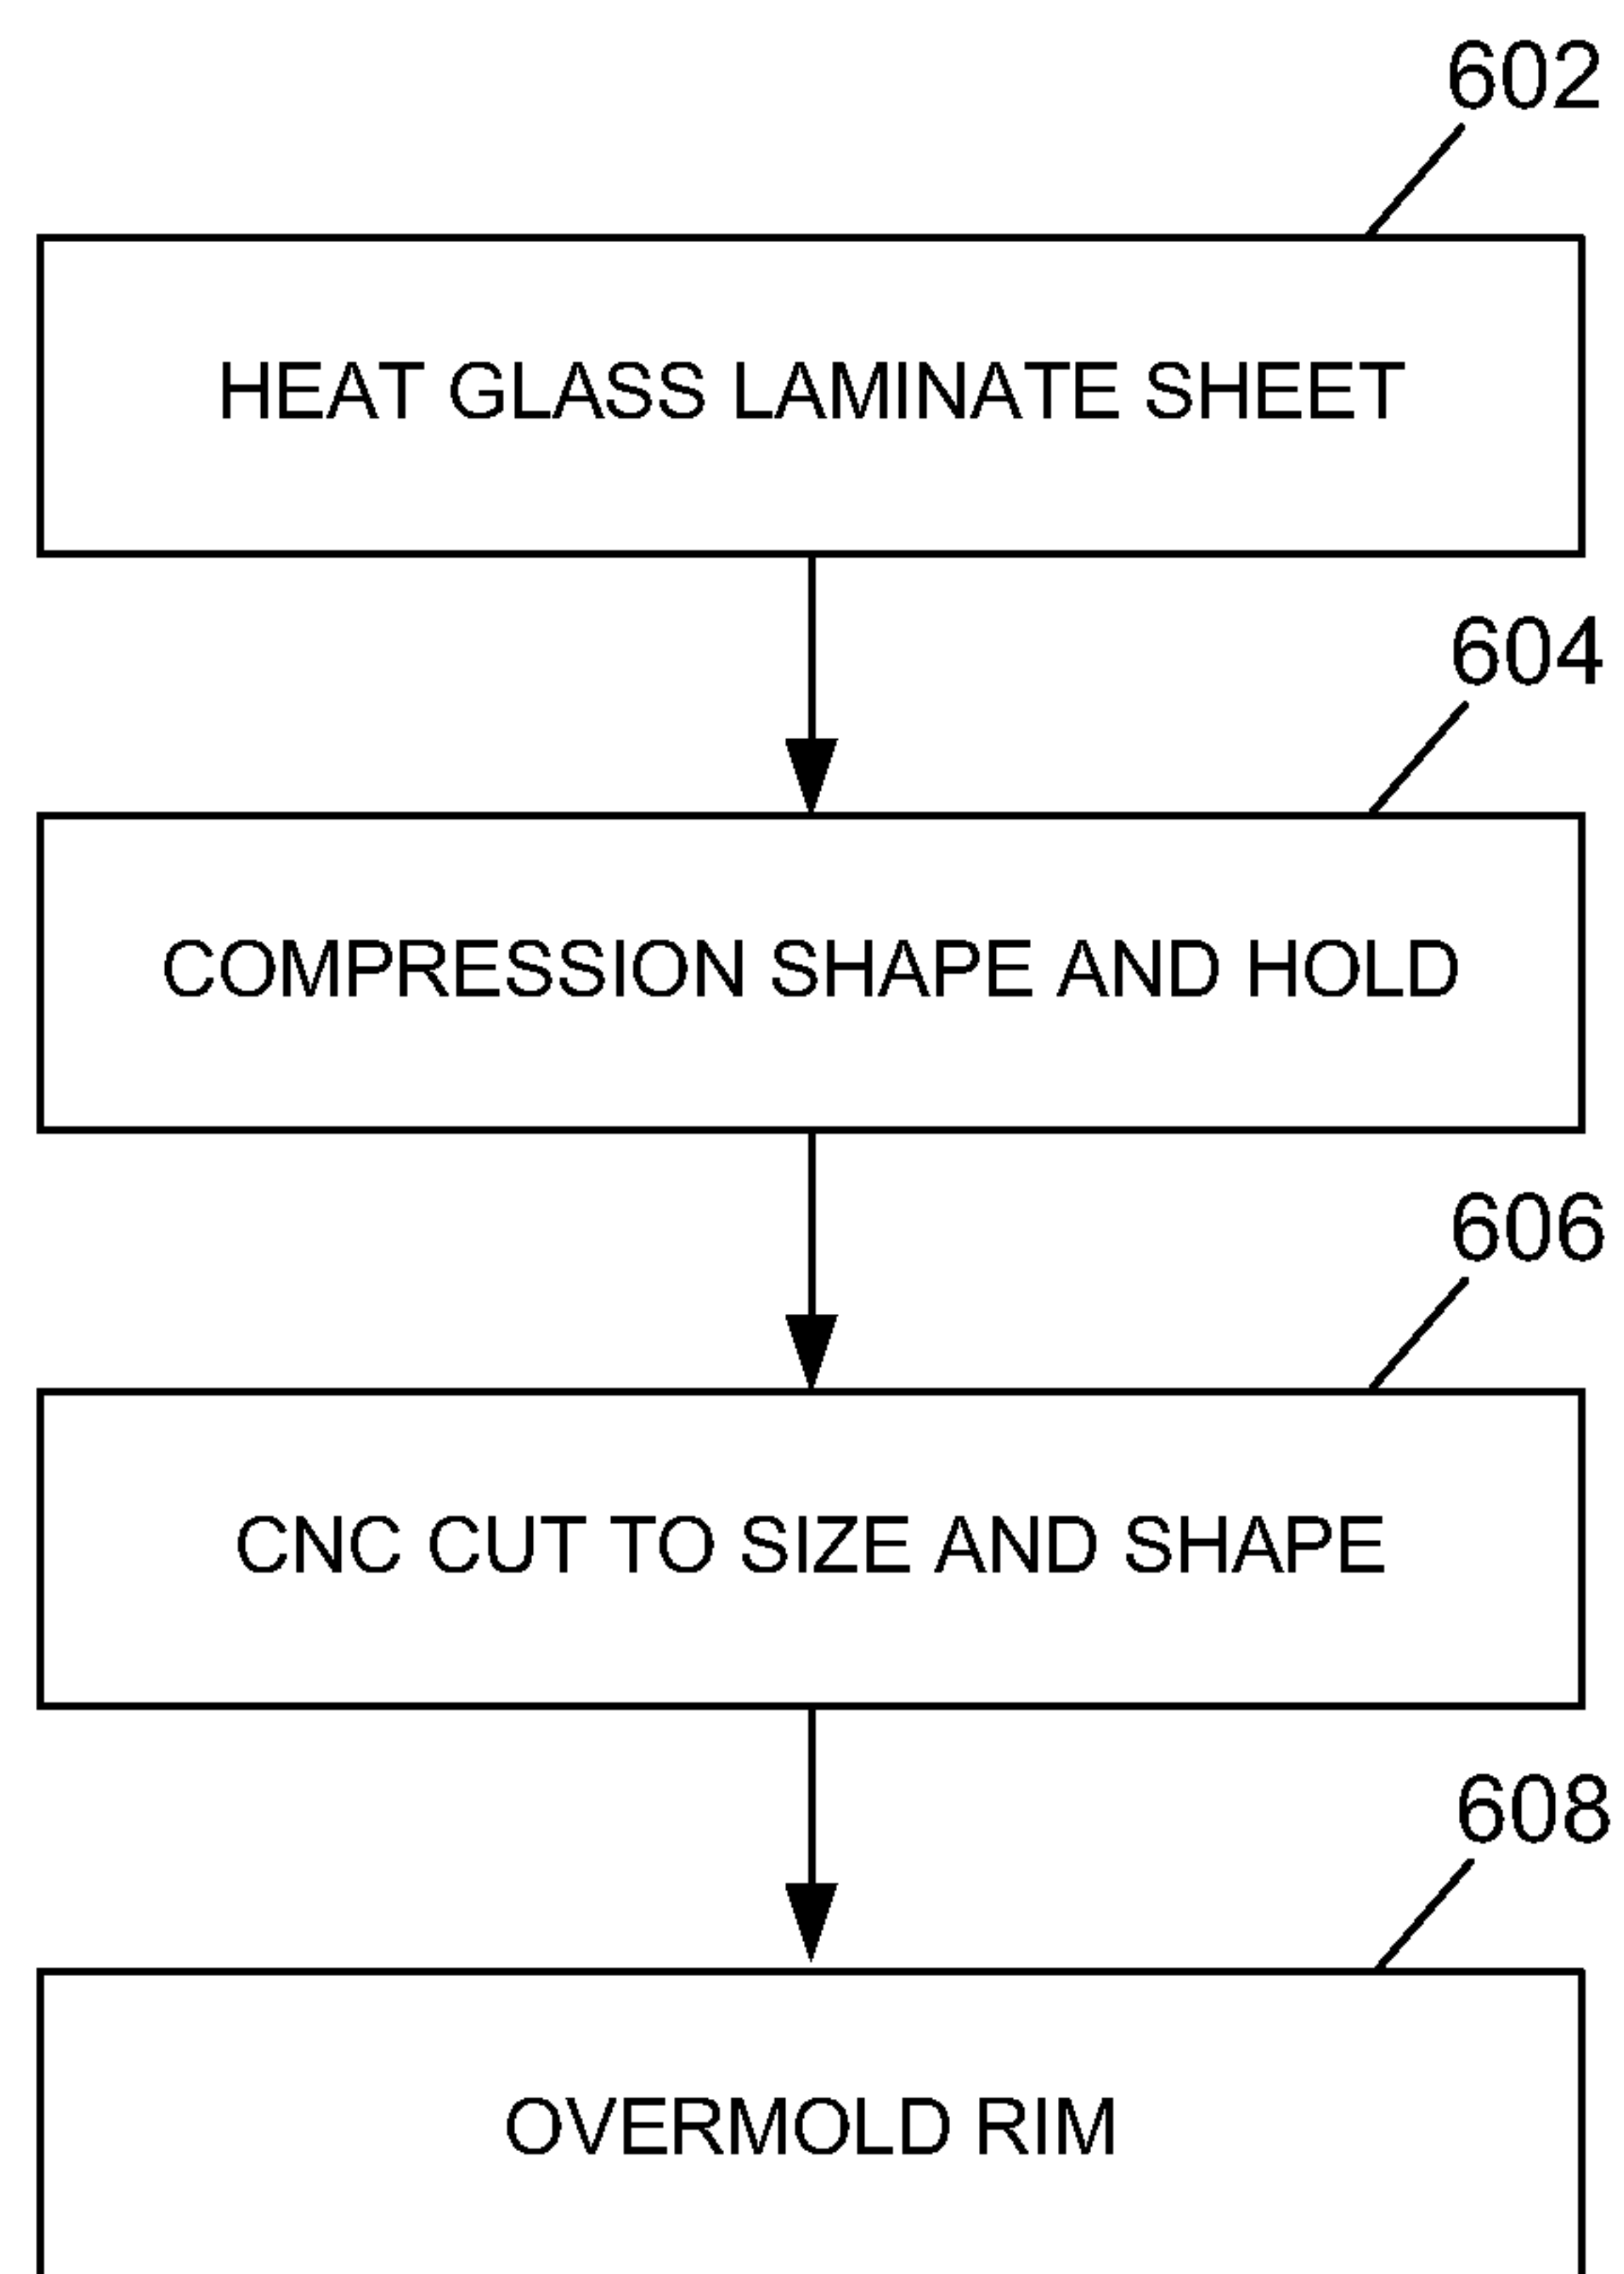 602
HEAT GLASS LAMINATE SHEET
604
COMPRESSION SHAPE AND HOLD
606
CNC CUT TO SIZE AND SHAPE
608
OVERMOLD RIM